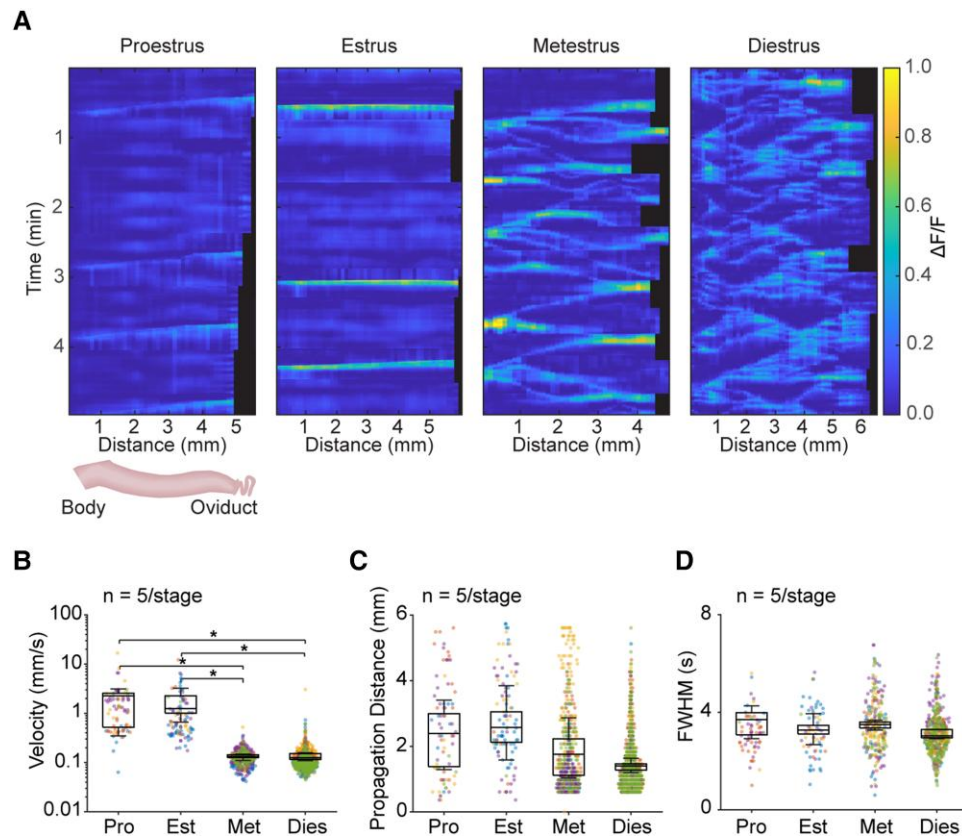 A
Proestrus Estrus Metestrus Diestrus
1.0
0.8
0.6
0.4
0.2
0.0
ΔF/F
Time (min)
1
2
3
4
1 2 3 4 5 1 2 3 4 5 1 2 3 4 1 2 3 4 5 6
Distance (mm) Distance (mm) Distance (mm) Distance (mm)
Body Oviduct
B
n = 5/stage
Velocity (mm/s)
100
10
1
0.1
0.01
* * * *
Pro Est Met Dies
C
n = 5/stage
Propagation Distance (mm)
6
4
2
0
Pro Est Met Dies
D
n = 5/stage
FWHM (s)
8
4
0
Pro Est Met Dies